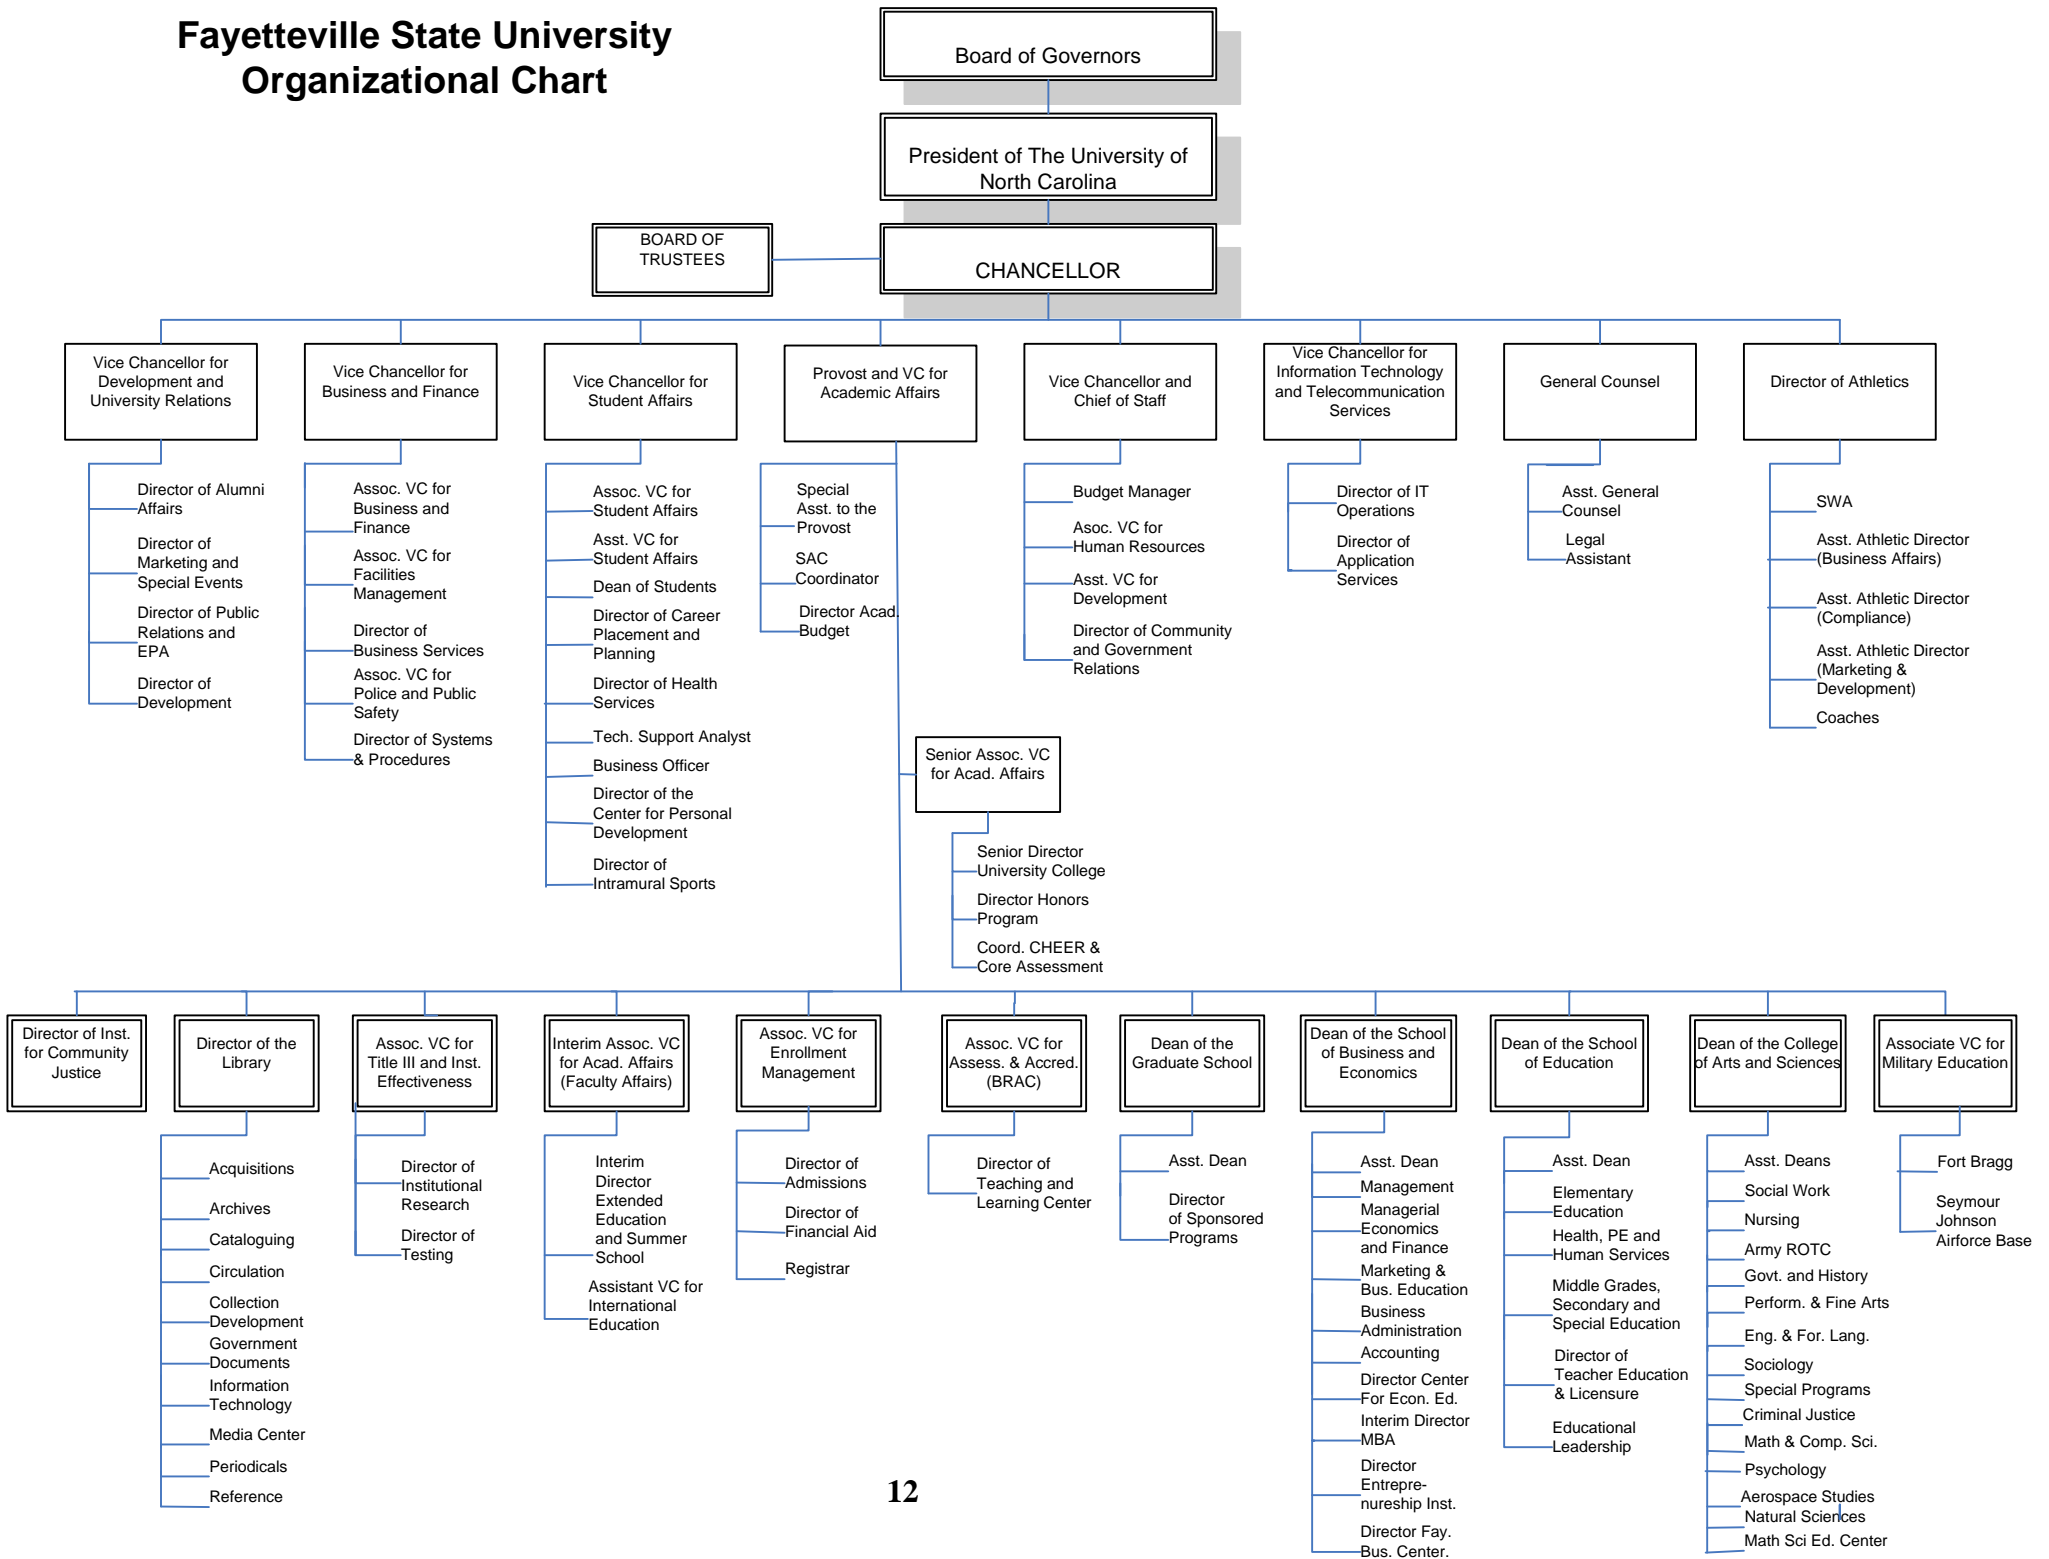 Fayetteville State University
Organizational Chart
Board of Governors
President of The University of
North Carolina
BOARD OF
TRUSTEES
CHANCELLOR
Vice Chancellor for
Development and
University Relations
Vice Chancellor for
Business and Finance
Vice Chancellor for
Student Affairs
Provost and VC for
Academic Affairs
Vice Chancellor and
Chief of Staff
Vice Chancellor for
Information Technology
and Telecommunication
Services
General Counsel
Director of Athletics
Director of Alumni
Affairs
Director of
Marketing and
Special Events
Director of Public
Relations and
EPA
Director of
Development
Assoc. VC for
Business and
Finance
Assoc. VC for
Facilities
Management
Director of
Business Services
Assoc. VC for
Police and Public
Safety
Director of Systems
& Procedures
Assoc. VC for
Student Affairs
Asst. VC for
Student Affairs
Dean of Students
Director of Career
Placement and
Planning
Director of Health
Services
Tech. Support Analyst
Business Officer
Director of the
Center for Personal
Development
Director of
Intramural Sports
Special
Asst. to the
Provost
SAC
Coordinator
Director Acad.
Budget
Budget Manager
Asoc. VC for
Human Resources
Asst. VC for
Development
Director of Community
and Government
Relations
Director of IT
Operations
Director of
Application
Services
Asst. General
Counsel
Legal
Assistant
SWA
Asst. Athletic Director
(Business Affairs)
Asst. Athletic Director
(Compliance)
Asst. Athletic Director
(Marketing &
Development)
Coaches
Senior Assoc. VC
for Acad. Affairs
Senior Director
University College
Director Honors
Program
Coord. CHEER &
Core Assessment
Director of Inst.
for Community
Justice
Director of the
Library
Assoc. VC for
Title III and Inst.
Effectiveness
Interim Assoc. VC
for Acad. Affairs
(Faculty Affairs)
Assoc. VC for
Enrollment
Management
Assoc. VC for
Assess. & Accred.
(BRAC)
Dean of the
Graduate School
Dean of the School
of Business and
Economics
Dean of the School
of Education
Dean of the College
of Arts and Sciences
Associate VC for
Military Education
Acquisitions
Archives
Cataloguing
Circulation
Collection
Development
Government
Documents
Information
Technology
Media Center
Periodicals
Reference
Director of
Institutional
Research
Director of
Testing
Interim
Director
Extended
Education
and Summer
School
Assistant VC for
International
Education
Director of
Admissions
Director of
Financial Aid
Registrar
Director of
Teaching and
Learning Center
Asst. Dean
Director
of Sponsored
Programs
Asst. Dean
Management
Managerial
Economics
and Finance
Marketing &
Bus. Education
Business
Administration
Accounting
Director Center
For Econ. Ed.
Interim Director
MBA
Director
Entrepre-
nureship Inst.
Director Fay.
Bus. Center.
Asst. Dean
Elementary
Education
Health, PE and
Human Services
Middle Grades,
Secondary and
Special Education
Director of
Teacher Education
& Licensure
Educational
Leadership
Asst. Deans
Social Work
Nursing
Army ROTC
Govt. and History
Perform. & Fine Arts
Eng. & For. Lang.
Sociology
Special Programs
Criminal Justice
Math & Comp. Sci.
Psychology
Aerospace Studies
Natural Sciences
Math Sci Ed. Center
Fort Bragg
Seymour
Johnson
Airforce Base
12